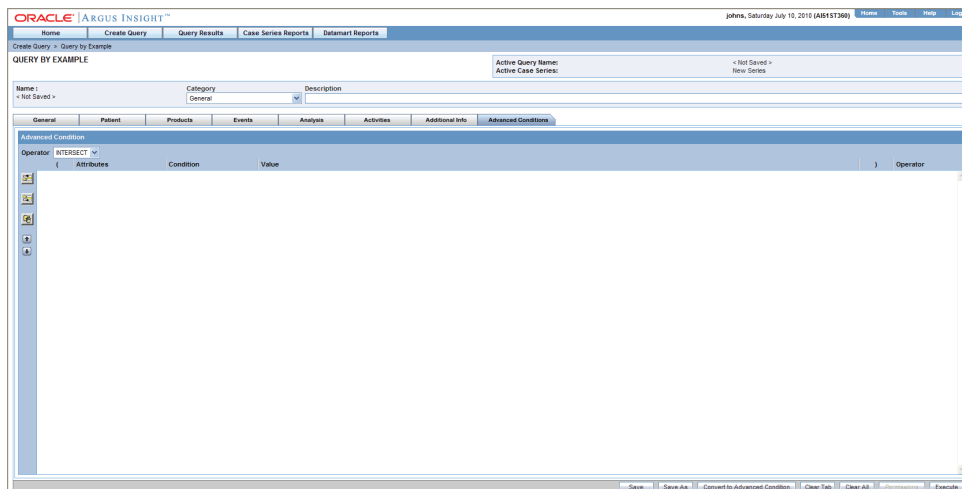 ORACLE® | ARGUS INSIGHT™
johns, Saturday July 10, 2010 (AI51ST360) Home Tools Help Log
Home Create Query Query Results Case Series Reports Datamart Reports
Create Query > Query by Example
QUERY BY EXAMPLE
Active Query Name: < Not Saved >
Active Case Series: New Series
Name : Category Description
< Not Saved > General
General Patient Products Events Analysis Activities Additional Info Advanced Conditions
Advanced Condition
Operator INTERSECT
( Attributes Condition Value ) Operator
Save Save As Convert to Advanced Condition Clear Tab Clear All Permissions Execute